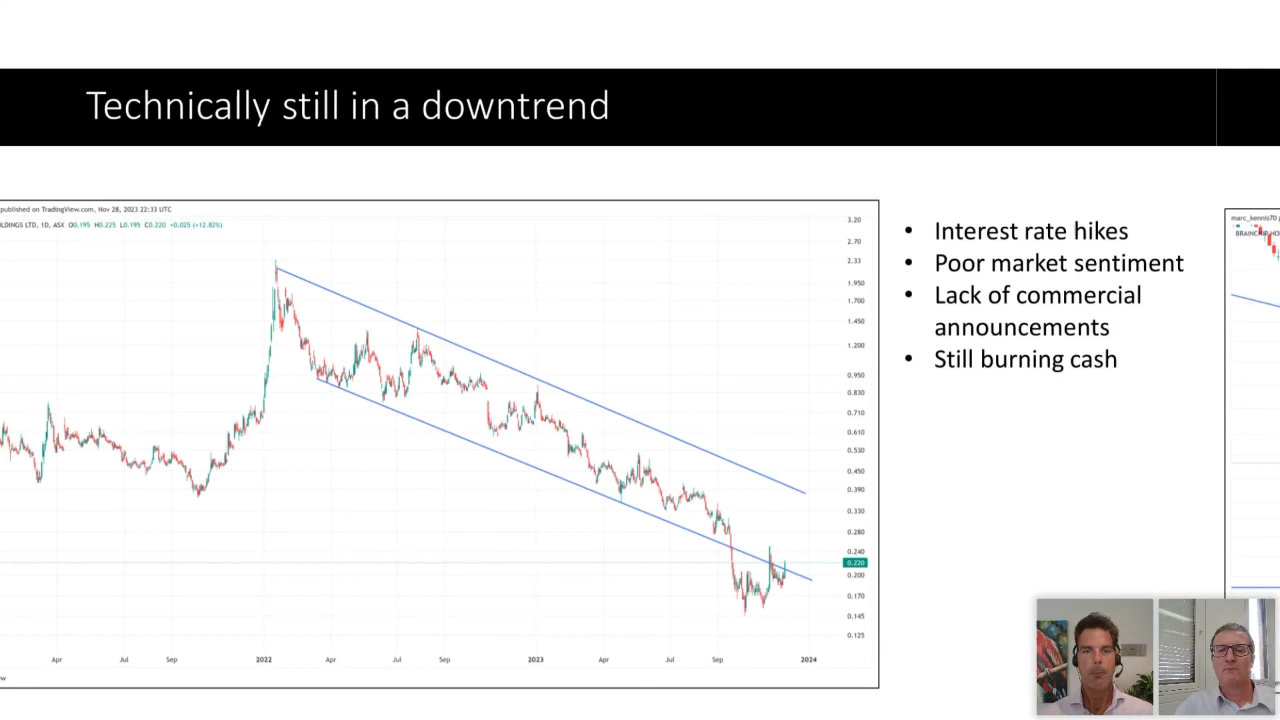 Technically still in a downtrend
published on TradingView.com, Nov 28, 2023 22:33 UTC
LDINGS LTD, 1D, ASX O0.195 H0.225 L0.195 C0.220 +0.025 (+12.82%)
3.20
2.70
2.33
1.950
1.700
1.450
1.200
0.950
0.830
0.710
0.610
0.530
0.450
0.390
0.330
0.280
0.240
0.220
0.200
0.170
0.145
0.125
Apr Jul Sep 2022 Apr Jul Sep 2023 Apr Jul Sep 2024
• Interest rate hikes
• Poor market sentiment
• Lack of commercial
announcements
• Still burning cash
marc_kennis70
BRAINCHIP HO